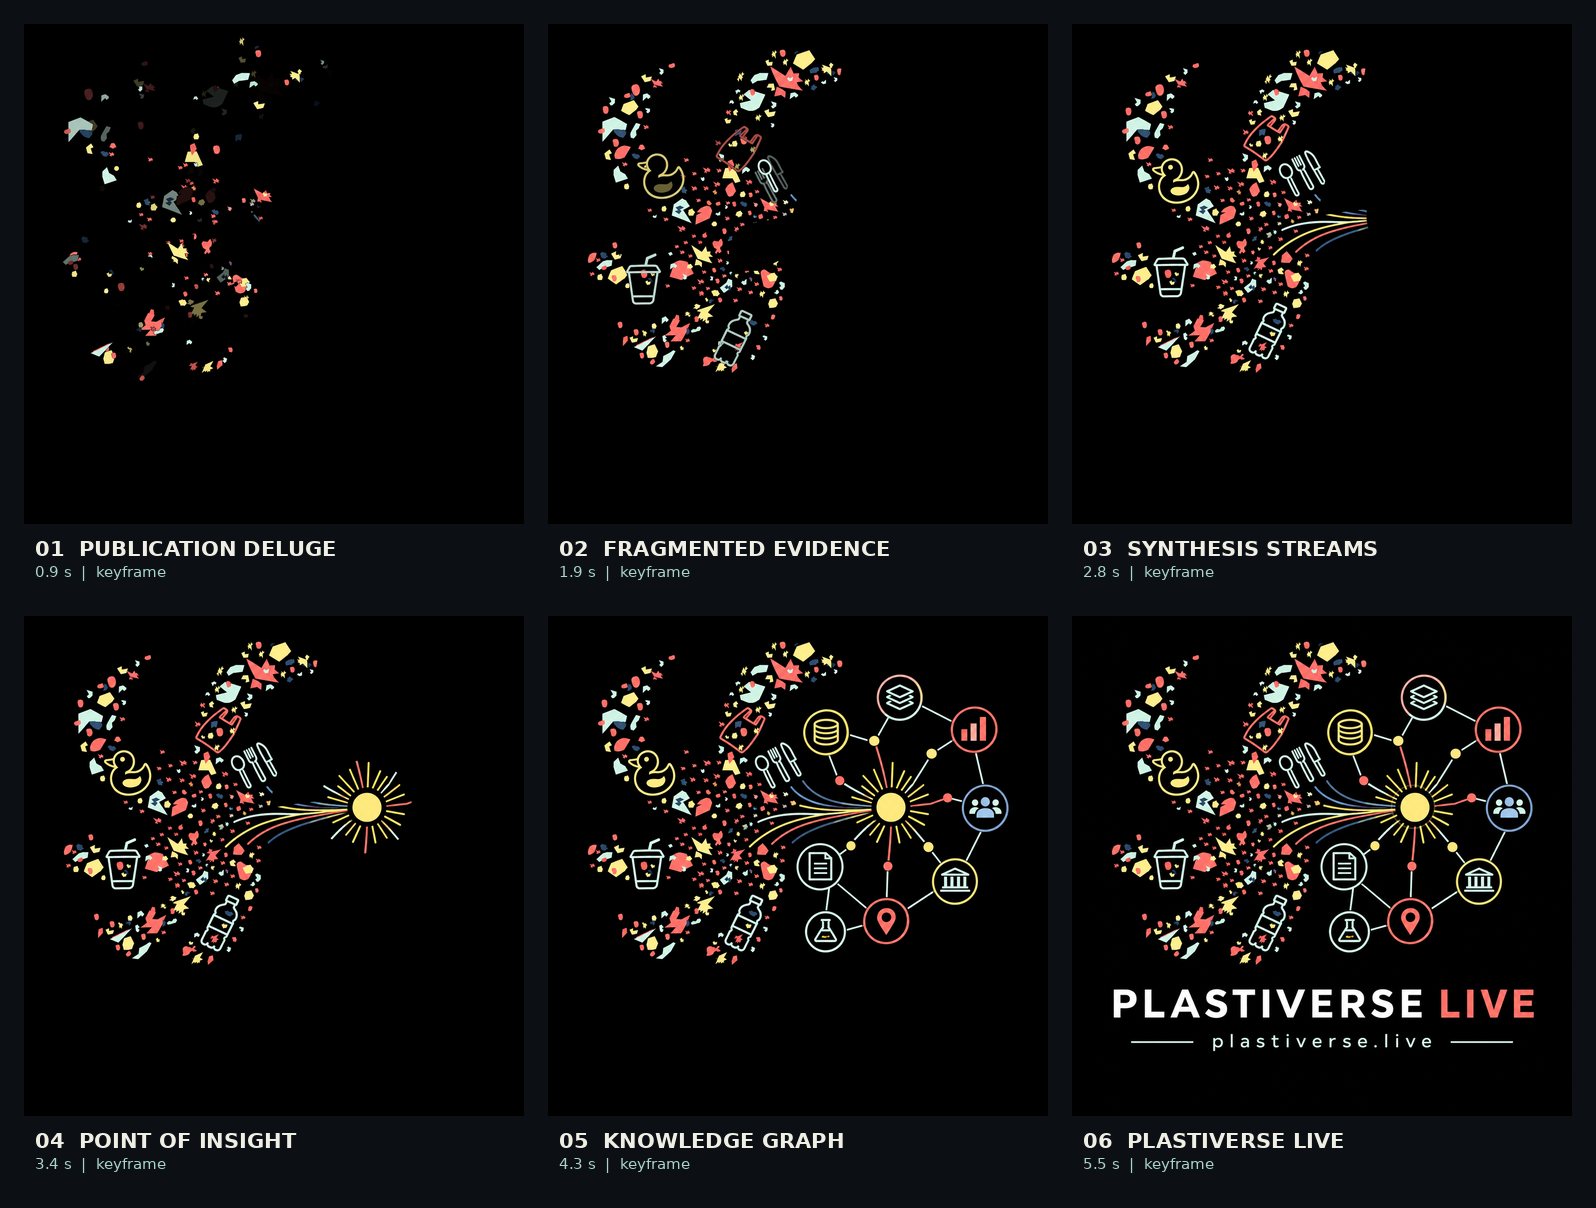 01 PUBLICATION DELUGE
0.9 s | keyframe
02 FRAGMENTED EVIDENCE
1.9 s | keyframe
03 SYNTHESIS STREAMS
2.8 s | keyframe
04 POINT OF INSIGHT
3.4 s | keyframe
05 KNOWLEDGE GRAPH
4.3 s | keyframe
PLASTIVERSE LIVE
plastiverse.live
06 PLASTIVERSE LIVE
5.5 s | keyframe